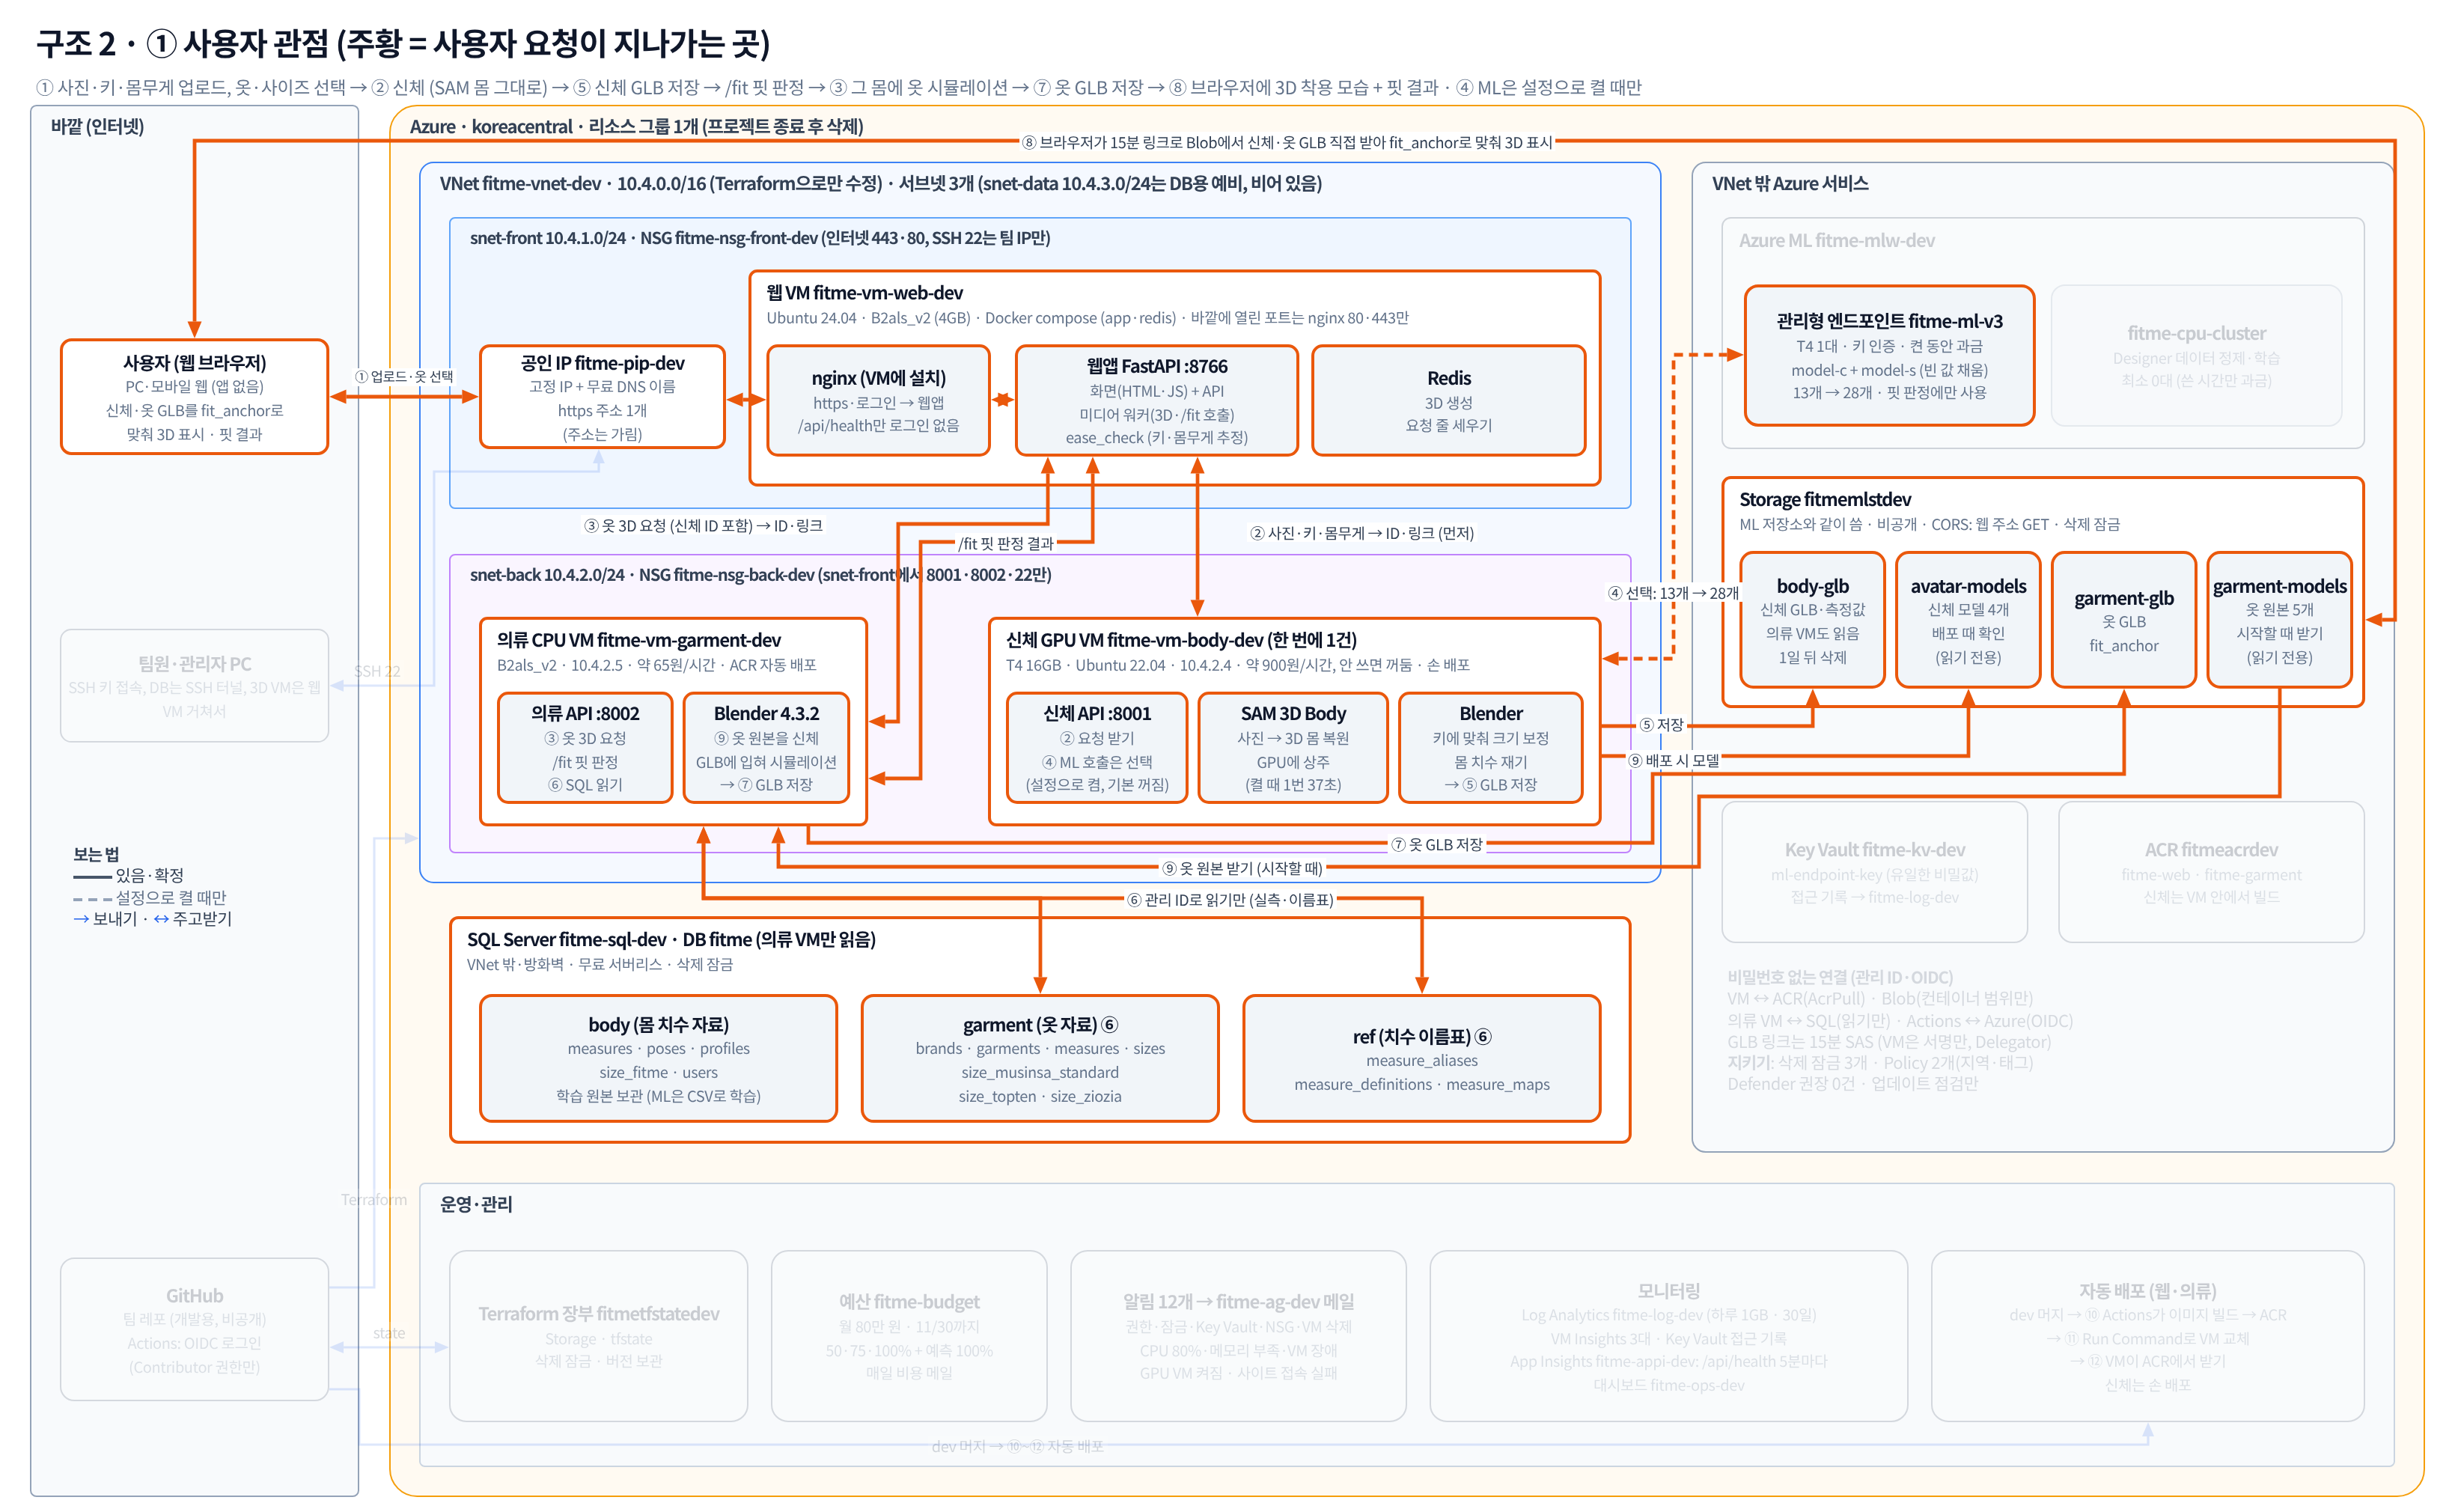 구조 2 · ① 사용자 관점 (주황 = 사용자 요청이 지나가는 곳)
① 사진·키·몸무게 업로드, 옷·사이즈 선택 → ② 신체 (SAM 몸 그대로) → ⑤ 신체 GLB 저장 → /fit 핏 판정 → ③ 그 몸에 옷 시뮬레이션 → ⑦ 옷 GLB 저장 → ⑧ 브라우저에 3D 착용 모습 + 핏 결과 · ④ ML은 설정으로 켤 때만
바깥 (인터넷)
Azure · koreacentral · 리소스 그룹 1개 (프로젝트 종료 후 삭제)
⑧ 브라우저가 15분 링크로 Blob에서 신체·옷 GLB 직접 받아 fit_anchor로 맞춰 3D 표시
VNet fitme-vnet-dev · 10.4.0.0/16 (Terraform으로만 수정) · 서브넷 3개 (snet-data 10.4.3.0/24는 DB용 예비, 비어 있음)
VNet 밖 Azure 서비스
snet-front 10.4.1.0/24 · NSG fitme-nsg-front-dev (인터넷 443·80, SSH 22는 팀 IP만)
사용자 (웹 브라우저)
PC·모바일 웹 (앱 없음)
신체·옷 GLB를 fit_anchor로
맞춰 3D 표시 · 핏 결과
① 업로드·옷 선택
공인 IP fitme-pip-dev
고정 IP + 무료 DNS 이름
https 주소 1개
(주소는 가림)
웹 VM fitme-vm-web-dev
Ubuntu 24.04 · B2als_v2 (4GB) · Docker compose (app·redis) · 바깥에 열린 포트는 nginx 80·443만
nginx (VM에 설치)
https·로그인 → 웹앱
/api/health만 로그인 없음
웹앱 FastAPI :8766
화면(HTML·JS) + API
미디어 워커(3D·/fit 호출)
ease_check (키·몸무게 추정)
Redis
3D 생성
요청 줄 세우기
Azure ML fitme-mlw-dev
관리형 엔드포인트 fitme-ml-v3
T4 1대 · 키 인증 · 켠 동안 과금
model-c + model-s (빈 값 채움)
13개 → 28개 · 핏 판정에만 사용
fitme-cpu-cluster
Designer 데이터 정제·학습
최소 0대 (쓴 시간만 과금)
③ 옷 3D 요청 (신체 ID 포함) → ID·링크
/fit 핏 판정 결과
② 사진·키·몸무게 → ID·링크 (먼저)
④ 선택: 13개 → 28개
Storage fitmemlstdev
ML 저장소와 같이 씀 · 비공개 · CORS: 웹 주소 GET · 삭제 잠금
body-glb
신체 GLB·측정값
의류 VM도 읽음
1일 뒤 삭제
avatar-models
신체 모델 4개
배포 때 확인
(읽기 전용)
garment-glb
옷 GLB
fit_anchor
garment-models
옷 원본 5개
시작할 때 받기
(읽기 전용)
snet-back 10.4.2.0/24 · NSG fitme-nsg-back-dev (snet-front에서 8001·8002·22만)
팀원·관리자 PC
SSH 키 접속, DB는 SSH 터널, 3D VM은 웹
VM 거쳐서
SSH 22
의류 CPU VM fitme-vm-garment-dev
B2als_v2 · 10.4.2.5 · 약 65원/시간 · ACR 자동 배포
의류 API :8002
③ 옷 3D 요청
/fit 핏 판정
⑥ SQL 읽기
Blender 4.3.2
⑨ 옷 원본을 신체
GLB에 입혀 시뮬레이션
→ ⑦ GLB 저장
신체 GPU VM fitme-vm-body-dev (한 번에 1건)
T4 16GB · Ubuntu 22.04 · 10.4.2.4 · 약 900원/시간, 안 쓰면 꺼둠 · 손 배포
신체 API :8001
② 요청 받기
④ ML 호출은 선택
(설정으로 켬, 기본 꺼짐)
SAM 3D Body
사진 → 3D 몸 복원
GPU에 상주
(켤 때 1번 37초)
Blender
키에 맞춰 크기 보정
몸 치수 재기
→ ⑤ GLB 저장
⑤ 저장
⑨ 배포 시 모델
⑦ 옷 GLB 저장
⑨ 옷 원본 받기 (시작할 때)
보는 법
있음·확정
설정으로 켤 때만
→ 보내기 · ↔ 주고받기
Key Vault fitme-kv-dev
ml-endpoint-key (유일한 비밀값)
접근 기록 → fitme-log-dev
ACR fitmeacrdev
fitme-web · fitme-garment
신체는 VM 안에서 빌드
⑥ 관리 ID로 읽기만 (실측·이름표)
SQL Server fitme-sql-dev · DB fitme (의류 VM만 읽음)
VNet 밖·방화벽 · 무료 서버리스 · 삭제 잠금
body (몸 치수 자료)
measures · poses · profiles
size_fitme · users
학습 원본 보관 (ML은 CSV로 학습)
garment (옷 자료) ⑥
brands · garments · measures · sizes
size_musinsa_standard
size_topten · size_ziozia
ref (치수 이름표) ⑥
measure_aliases
measure_definitions · measure_maps
비밀번호 없는 연결 (관리 ID·OIDC)
VM ↔ ACR(AcrPull) · Blob(컨테이너 범위만)
의류 VM ↔ SQL(읽기만) · Actions ↔ Azure(OIDC)
GLB 링크는 15분 SAS (VM은 서명만, Delegator)
지키기: 삭제 잠금 3개 · Policy 2개(지역·태그)
Defender 권장 0건 · 업데이트 점검만
Terraform
운영·관리
GitHub
팀 레포 (개발용, 비공개)
Actions: OIDC 로그인
(Contributor 권한만)
state
Terraform 장부 fitmetfstatedev
Storage · tfstate
삭제 잠금 · 버전 보관
예산 fitme-budget
월 80만 원 · 11/30까지
50·75·100% + 예측 100%
매일 비용 메일
알림 12개 → fitme-ag-dev 메일
권한·잠금·Key Vault·NSG·VM 삭제
CPU 80%·메모리 부족·VM 장애
GPU VM 켜짐 · 사이트 접속 실패
모니터링
Log Analytics fitme-log-dev (하루 1GB · 30일)
VM Insights 3대 · Key Vault 접근 기록
App Insights fitme-appi-dev: /api/health 5분마다
대시보드 fitme-ops-dev
자동 배포 (웹·의류)
dev 머지 → ⑩ Actions가 이미지 빌드 → ACR
→ ⑪ Run Command로 VM 교체
→ ⑫ VM이 ACR에서 받기
신체는 손 배포
dev 머지 → ⑩~⑫ 자동 배포